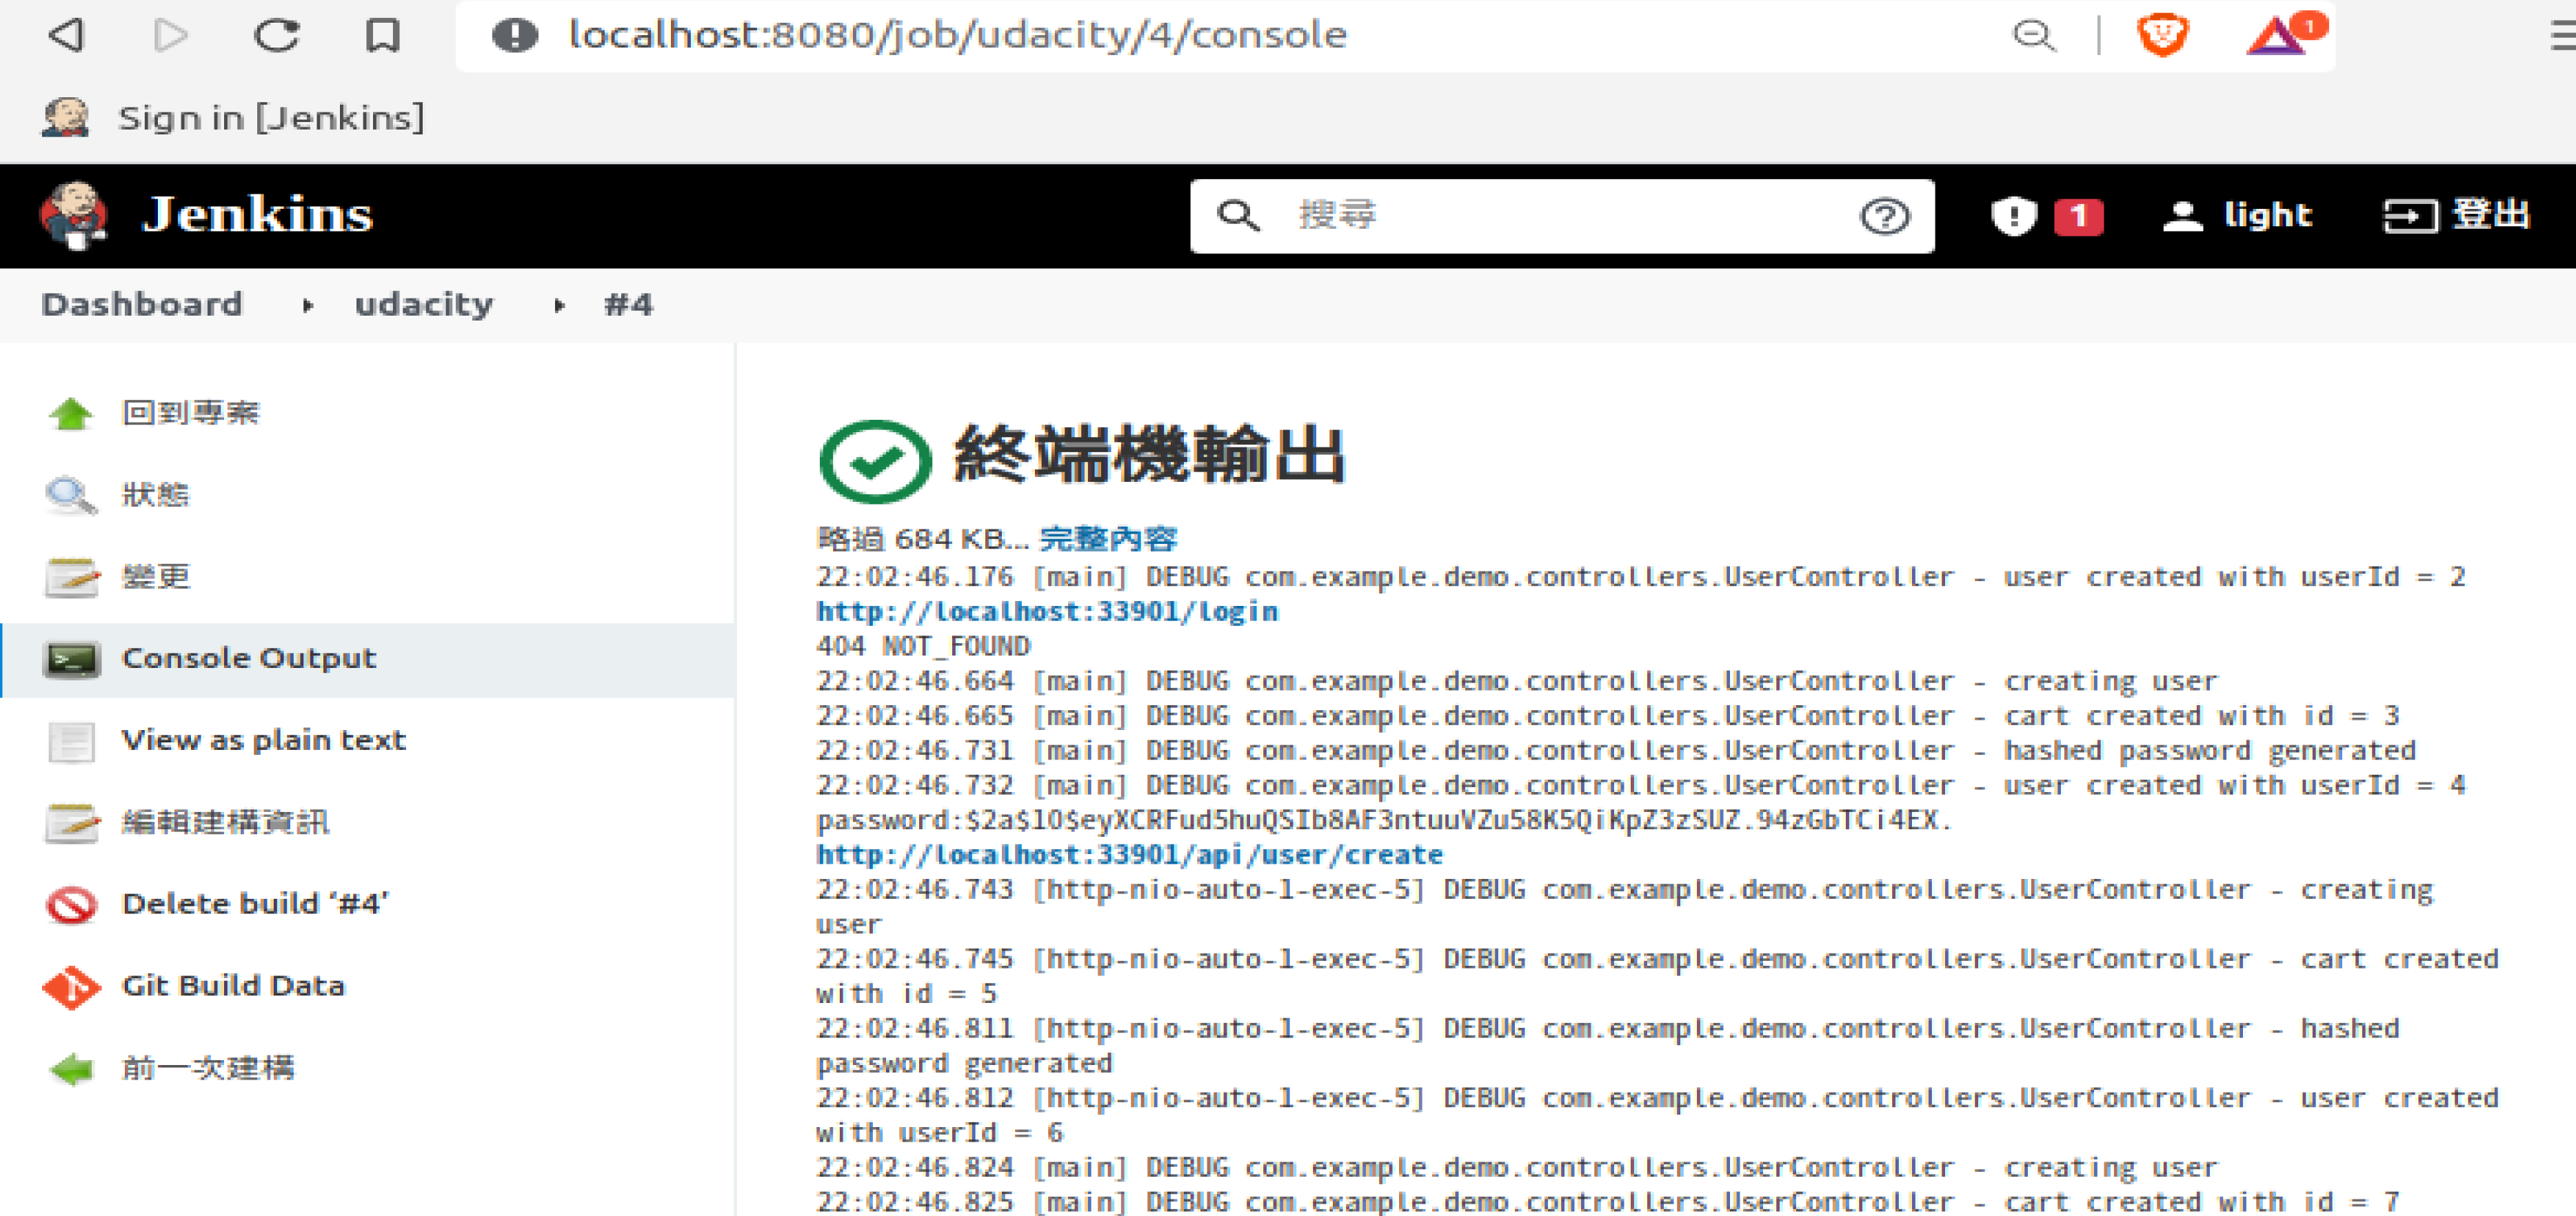 localhost:8080/job/udacity/4/console
1
Sign in [Jenkins]
Jenkins
搜尋
1
light
登出
Dashboard
udacity
#4
回到專案
狀態
變更
Console Output
View as plain text
編輯建構資訊
Delete build ‘#4’
Git Build Data
前一次建構
終端機輸出
略過 684 KB... 完整內容
22:02:46.176 [main] DEBUG com.example.demo.controllers.UserController - user created with userId = 2
http://localhost:33901/login
404 NOT_FOUND
22:02:46.664 [main] DEBUG com.example.demo.controllers.UserController - creating user
22:02:46.665 [main] DEBUG com.example.demo.controllers.UserController - cart created with id = 3
22:02:46.731 [main] DEBUG com.example.demo.controllers.UserController - hashed password generated
22:02:46.732 [main] DEBUG com.example.demo.controllers.UserController - user created with userId = 4
password:$2a$10$eyXCRFud5huQSIb8AF3ntuuVZu58K5QiKpZ3zSUZ.94zGbTCi4EX.
http://localhost:33901/api/user/create
22:02:46.743 [http-nio-auto-1-exec-5] DEBUG com.example.demo.controllers.UserController - creating
user
22:02:46.745 [http-nio-auto-1-exec-5] DEBUG com.example.demo.controllers.UserController - cart created
with id = 5
22:02:46.811 [http-nio-auto-1-exec-5] DEBUG com.example.demo.controllers.UserController - hashed
password generated
22:02:46.812 [http-nio-auto-1-exec-5] DEBUG com.example.demo.controllers.UserController - user created
with userId = 6
22:02:46.824 [main] DEBUG com.example.demo.controllers.UserController - creating user
22:02:46.825 [main] DEBUG com.example.demo.controllers.UserController - cart created with id = 7